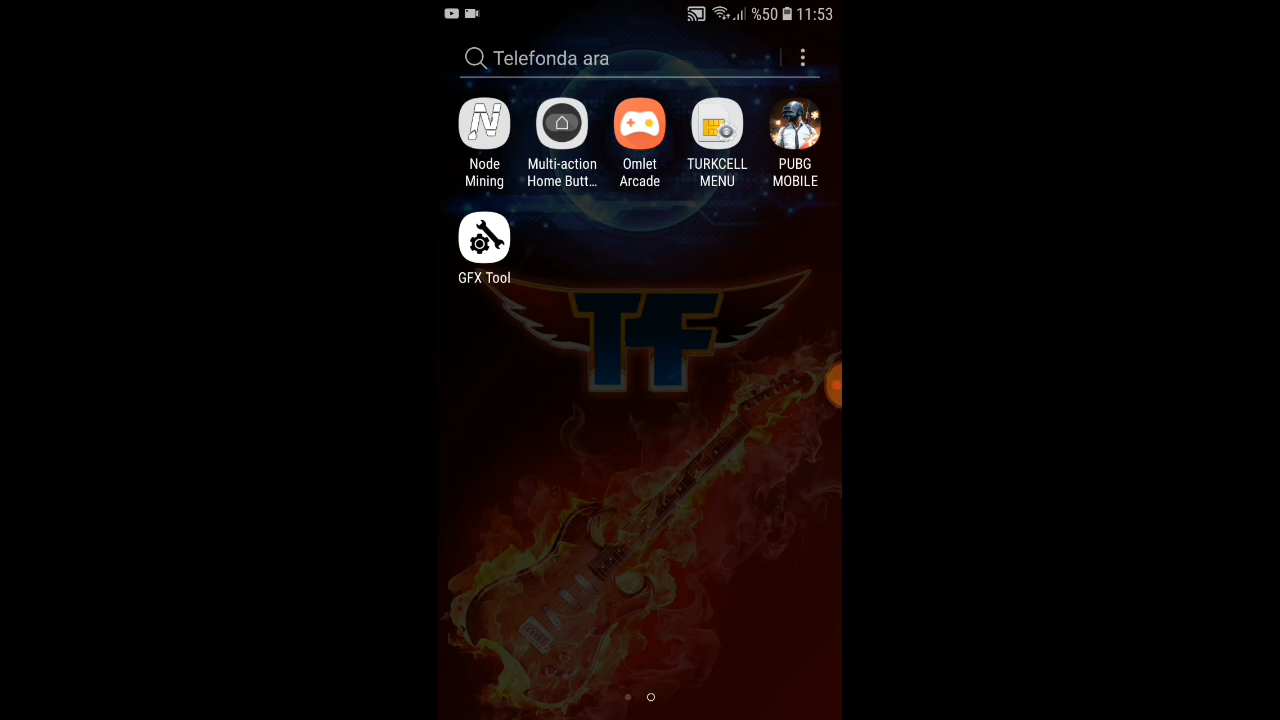 %50 11:53
Telefonda ara
Node
Mining
Multi-action
Home Butt...
Omlet
Arcade
TURKCELL
MENU
PUBG
MOBILE
GFX Tool
TF